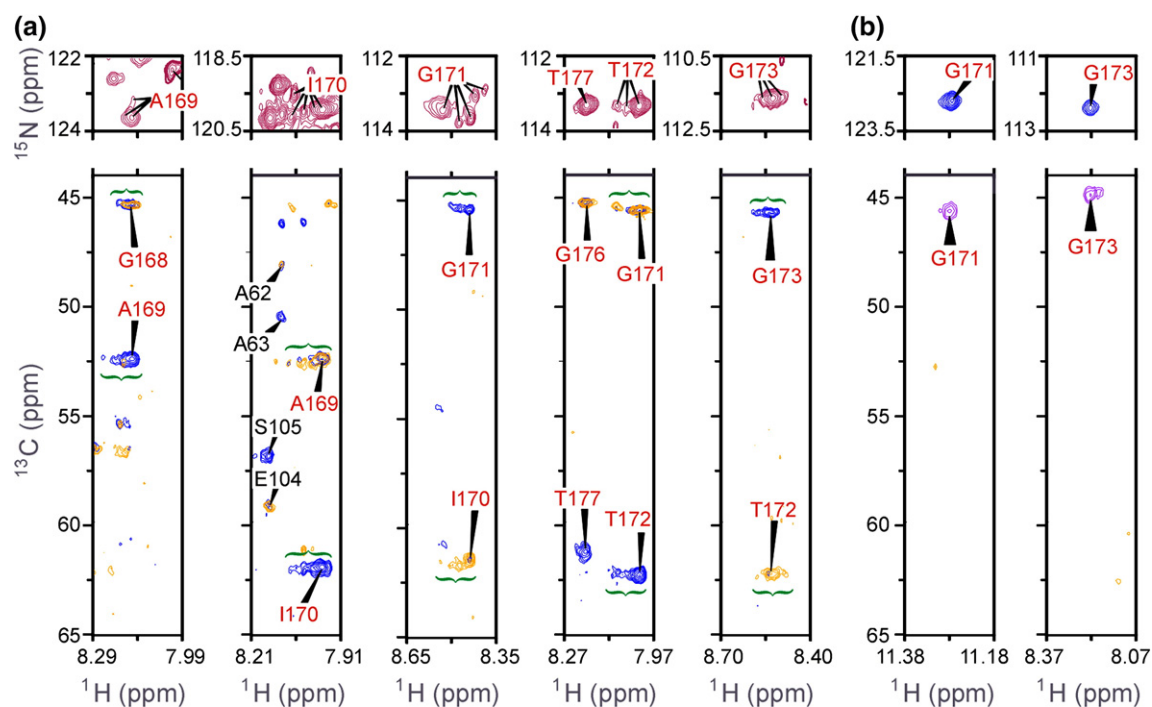 (a)
(b)
¹⁵N (ppm)
122
124
A169
118.5
120.5
I170
112
114
G171
112
114
T177
T172
110.5
112.5
G173
121.5
123.5
G171
111
113
G173
¹³C (ppm)
45
50
55
60
65
G168
A169
8.29
7.99
¹H (ppm)
A62
A63
A169
S105
E104
I170
8.21
7.91
¹H (ppm)
G171
I170
8.65
8.35
¹H (ppm)
G176
G171
T177
T172
8.27
7.97
¹H (ppm)
G173
T172
8.70
8.40
¹H (ppm)
45
50
55
60
65
G171
11.38
11.18
¹H (ppm)
G173
8.37
8.07
¹H (ppm)